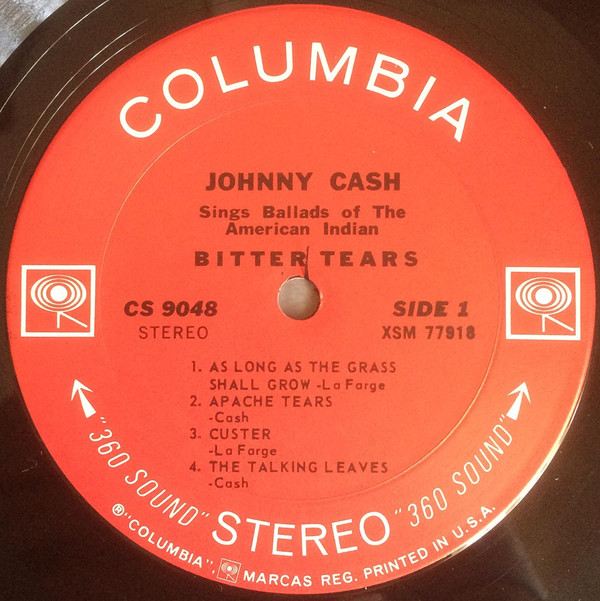 COLUMBIA
JOHNNY CASH
Sings Ballads of The
American Indian
BITTER TEARS
CS 9048
STEREO
SIDE 1
XSM 77918
1. AS LONG AS THE GRASS
SHALL GROW -La Farge
2. APACHE TEARS
-Cash
3. CUSTER
-La Farge
4. THE TALKING LEAVES
-Cash
"360 SOUND" STEREO "360 SOUND"
℗"COLUMBIA", MARCAS REG. PRINTED IN U.S.A.